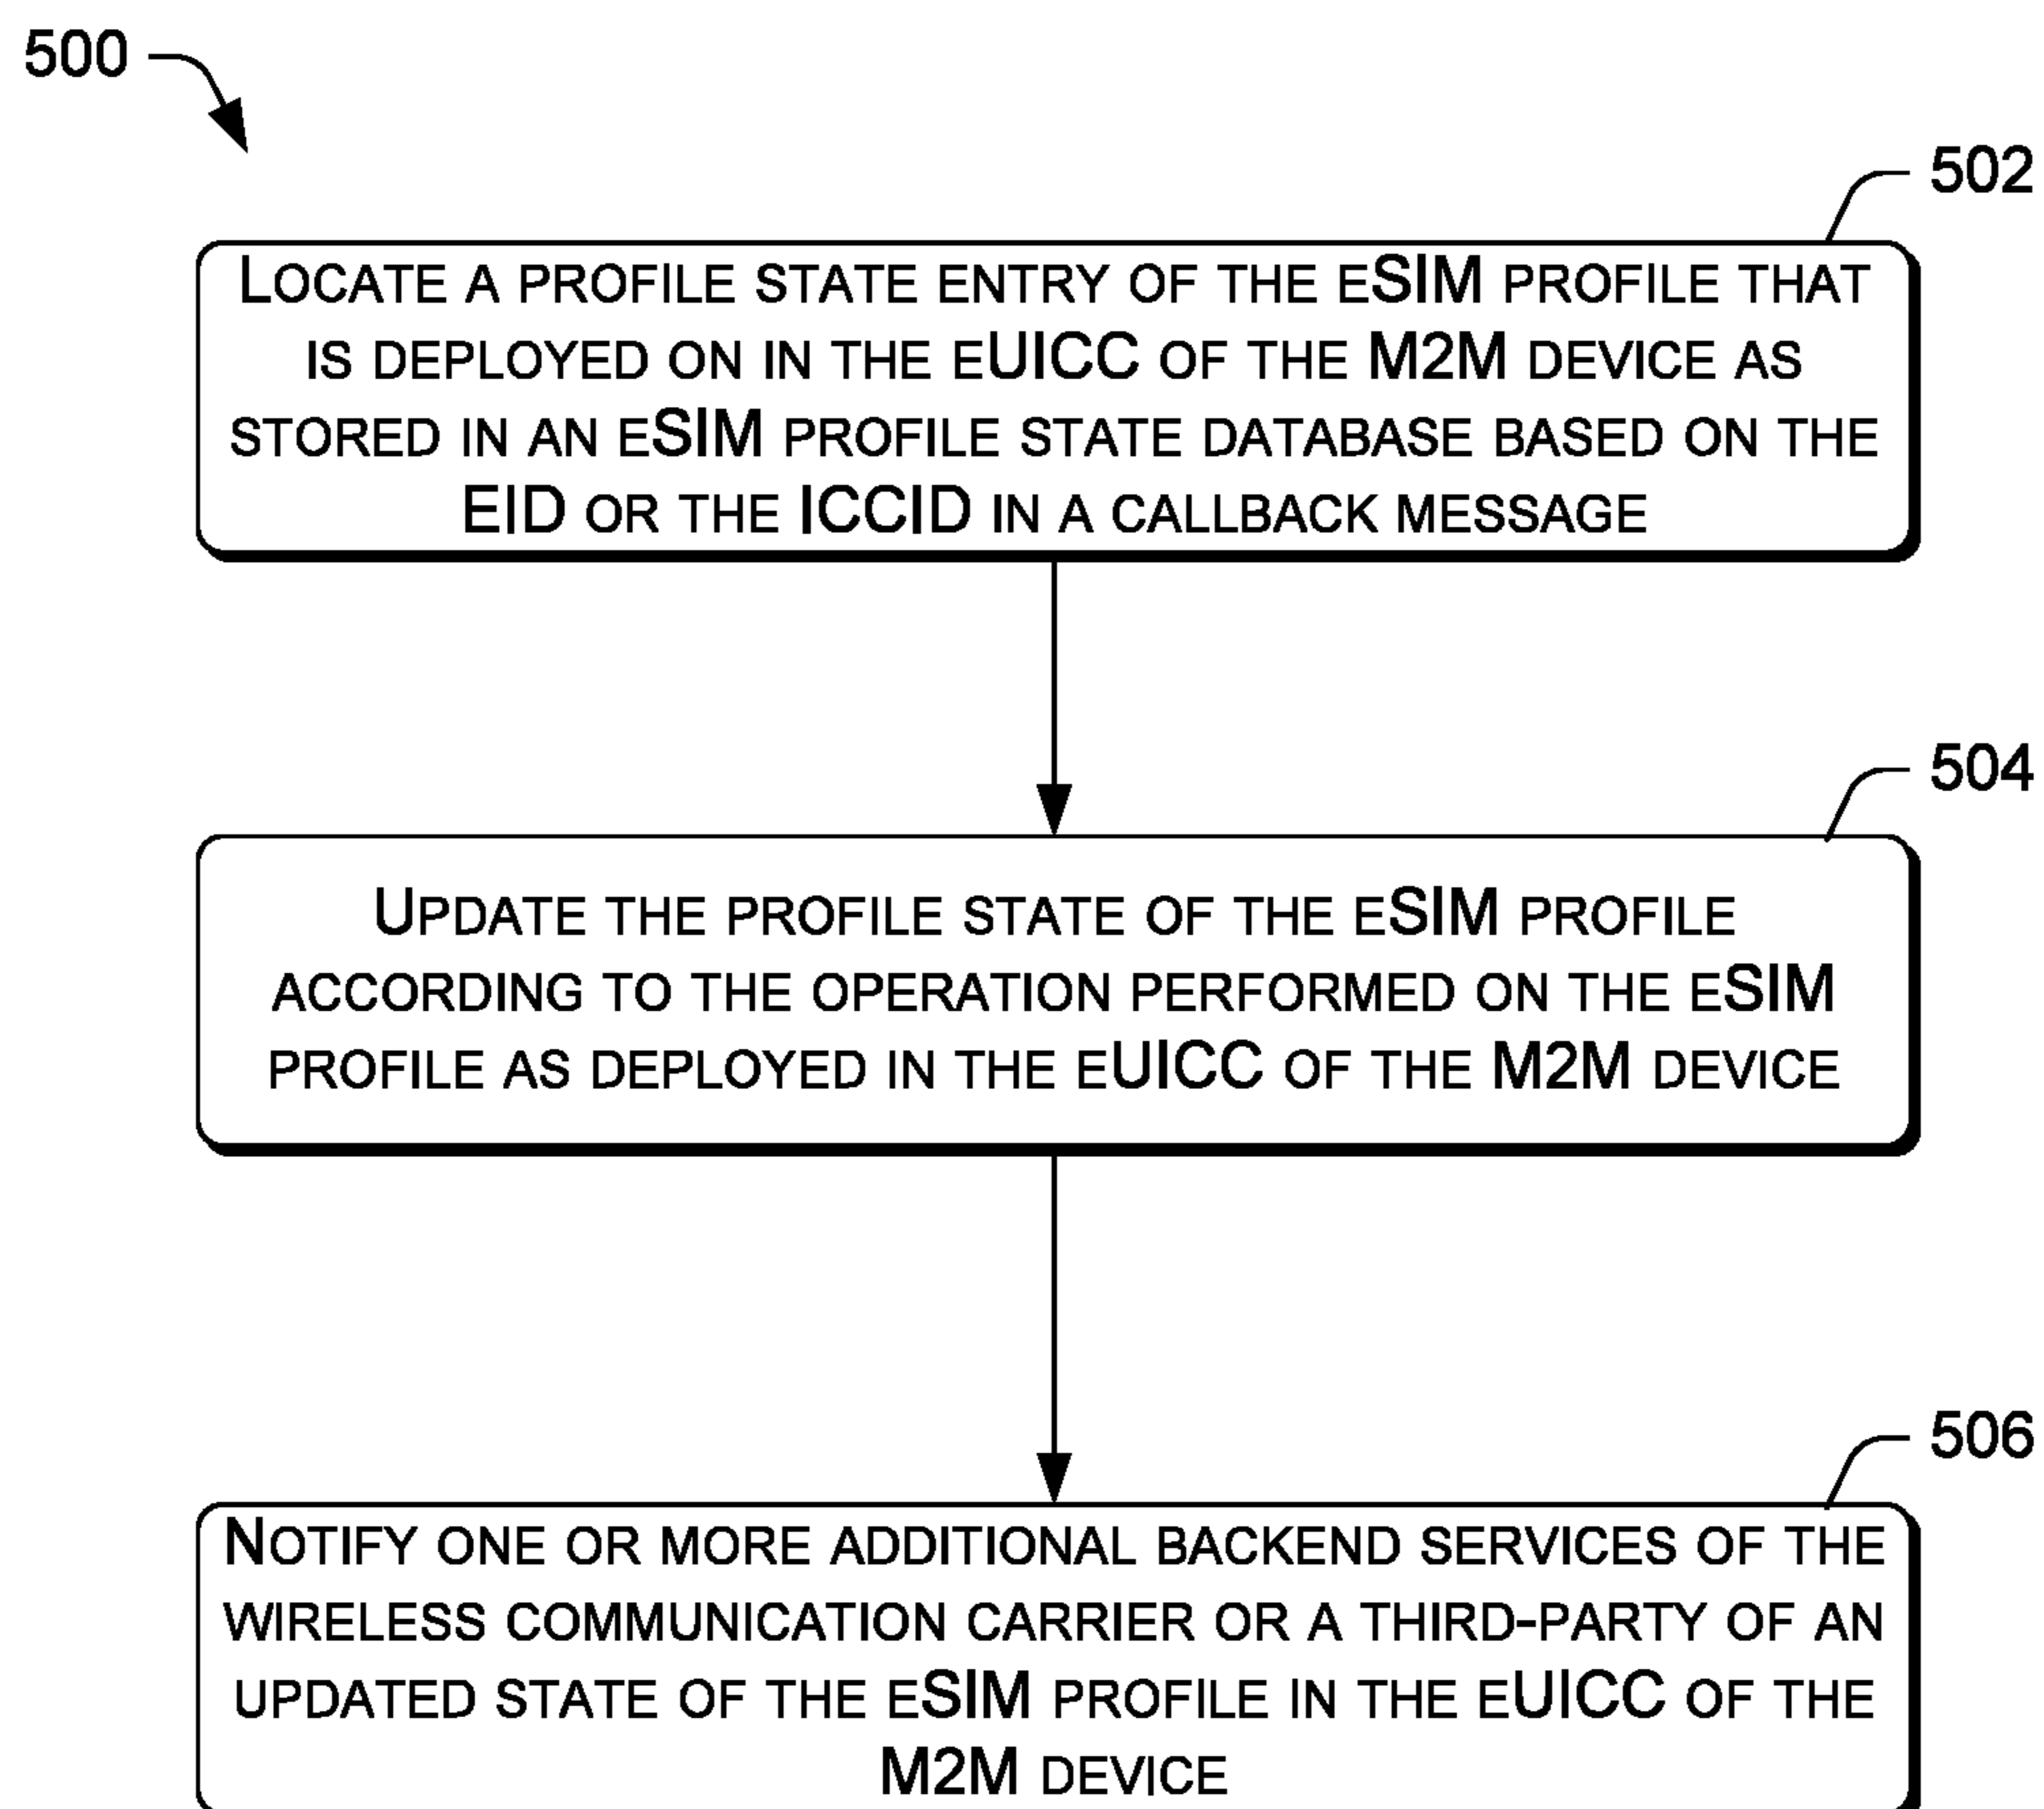 500
502
LOCATE A PROFILE STATE ENTRY OF THE eSIM PROFILE THAT
IS DEPLOYED ON IN THE eUICC OF THE M2M DEVICE AS
STORED IN AN eSIM PROFILE STATE DATABASE BASED ON THE
EID OR THE ICCID IN A CALLBACK MESSAGE
504
UPDATE THE PROFILE STATE OF THE eSIM PROFILE
ACCORDING TO THE OPERATION PERFORMED ON THE eSIM
PROFILE AS DEPLOYED IN THE eUICC OF THE M2M DEVICE
506
NOTIFY ONE OR MORE ADDITIONAL BACKEND SERVICES OF THE
WIRELESS COMMUNICATION CARRIER OR A THIRD-PARTY OF AN
UPDATED STATE OF THE eSIM PROFILE IN THE eUICC OF THE
M2M DEVICE